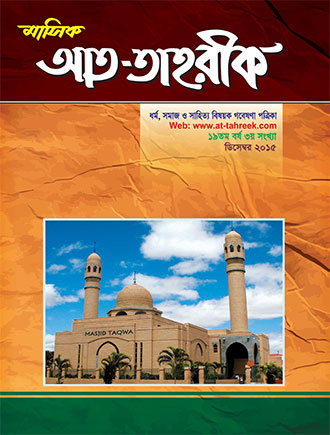 মাসিক
আত-তাহরীক
ধর্ম, সমাজ ও সাহিত্য বিষয়ক গবেষণা পত্রিকা
Web: www.at-tahreek.com
১৯তম বর্ষ ৩য় সংখ্যা
ডিসেম্বর ২০১৫
MASJID TAQWA